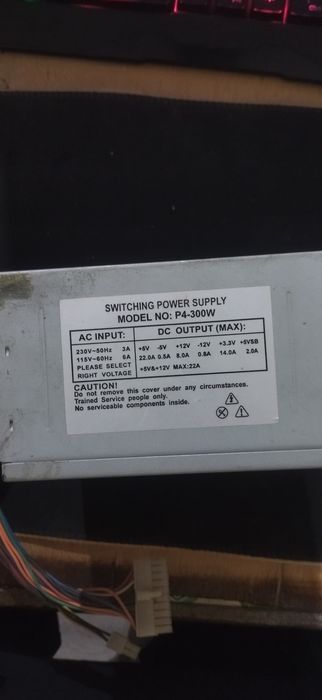 SWITCHING POWER SUPPLY
MODEL NO: P4-300W
AC INPUT: DC OUTPUT (MAX):
230V~50Hz 3A +5V -5V +12V -12V +3.3V +5VSB
115V~60Hz 6A 22.0A 0.5A 8.0A 0.8A 14.0A 2.0A
PLEASE SELECT
RIGHT VOLTAGE +5V&+12V MAX:22A
CAUTION!
Do not remove this cover under any circumstances.
Trained Service people only.
No serviceable components inside.